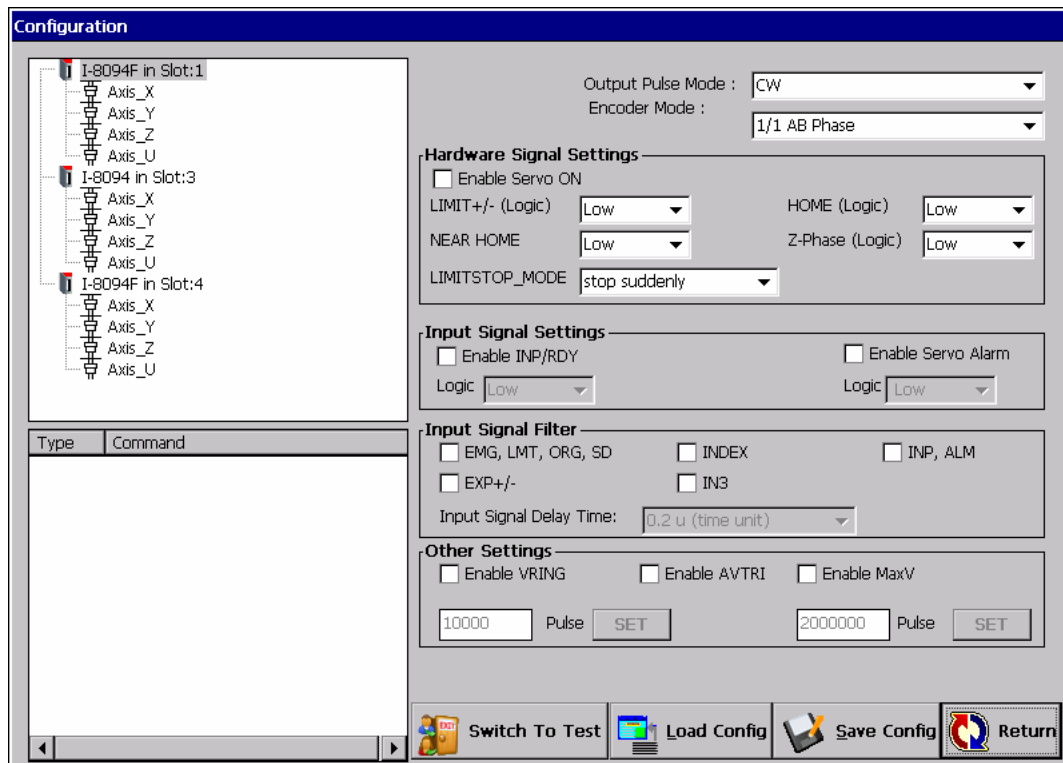 Configuration
I-8094F in Slot:1
Axis_X
Axis_Y
Axis_Z
Axis_U
I-8094 in Slot:3
Axis_X
Axis_Y
Axis_Z
Axis_U
I-8094F in Slot:4
Axis_X
Axis_Y
Axis_Z
Axis_U
Type Command
Output Pulse Mode : CW
Encoder Mode :
1/1 AB Phase
Hardware Signal Settings
Enable Servo ON
LIMIT+/- (Logic) Low HOME (Logic) Low
NEAR HOME Low Z-Phase (Logic) Low
LIMITSTOP_MODE stop suddenly
Input Signal Settings
Enable INP/RDY Enable Servo Alarm
Logic Low Logic Low
Input Signal Filter
EMG, LMT, ORG, SD INDEX INP, ALM
EXP+/- IN3
Input Signal Delay Time: 0.2 u (time unit)
Other Settings
Enable VRING Enable AVTRI Enable MaxV
10000 Pulse SET 2000000 Pulse SET
EXIT Switch To Test Load Config Save Config Return